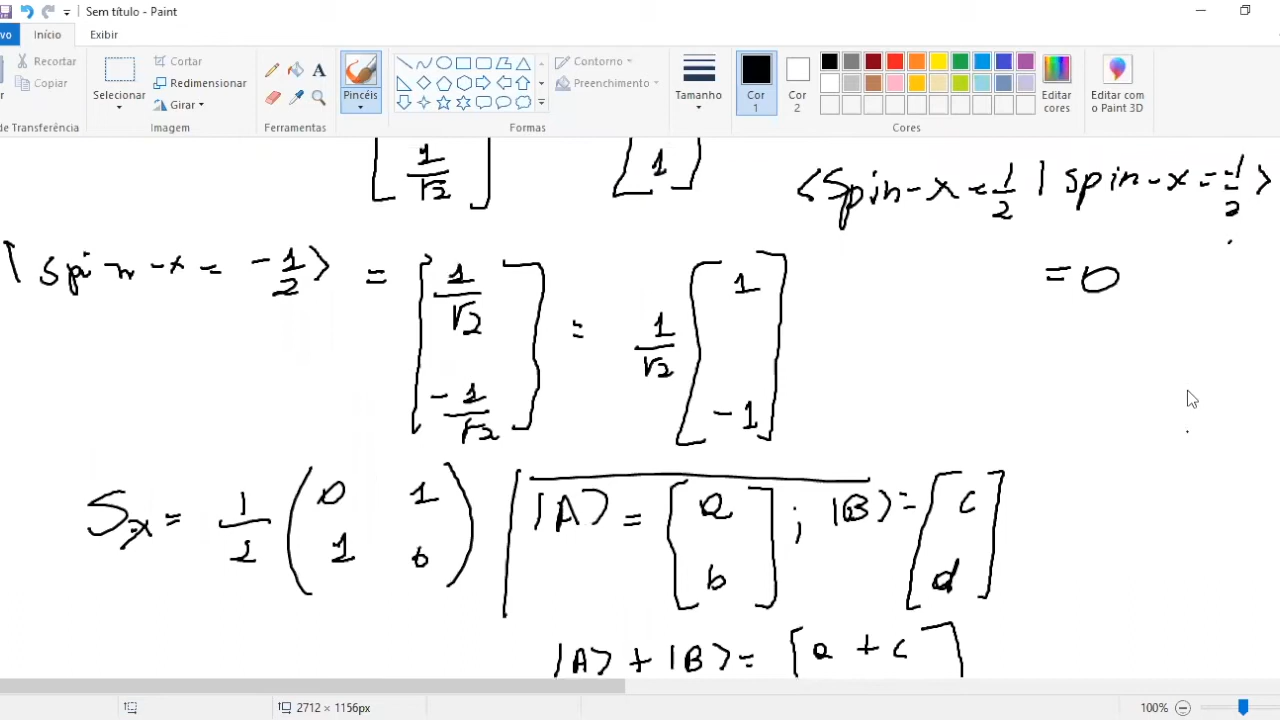 Sem título - Paint
vo Início Exibir
Recortar
Copiar
de Transferência
Selecionar
Cortar
Redimensionar
Girar
Imagem
A
Ferramentas
Pincéis
Contorno
Preenchimento
Formas
Tamanho
Cor 1
Cor 2
Cores
Editar cores
Editar com o Paint 3D
[1/√2] [1]
⟨Spin-x = 1/2 | spin-x = -1/2⟩
= 0
| spin-x = -1/2⟩ = [1/√2 -1/√2] = 1/√2 [1 -1]
Sx = 1/2 (0 1 1 0) |A⟩ = [a b] ; |B⟩ = [c d]
|A⟩ + |B⟩ = [a + c]
2712 × 1156px
100%